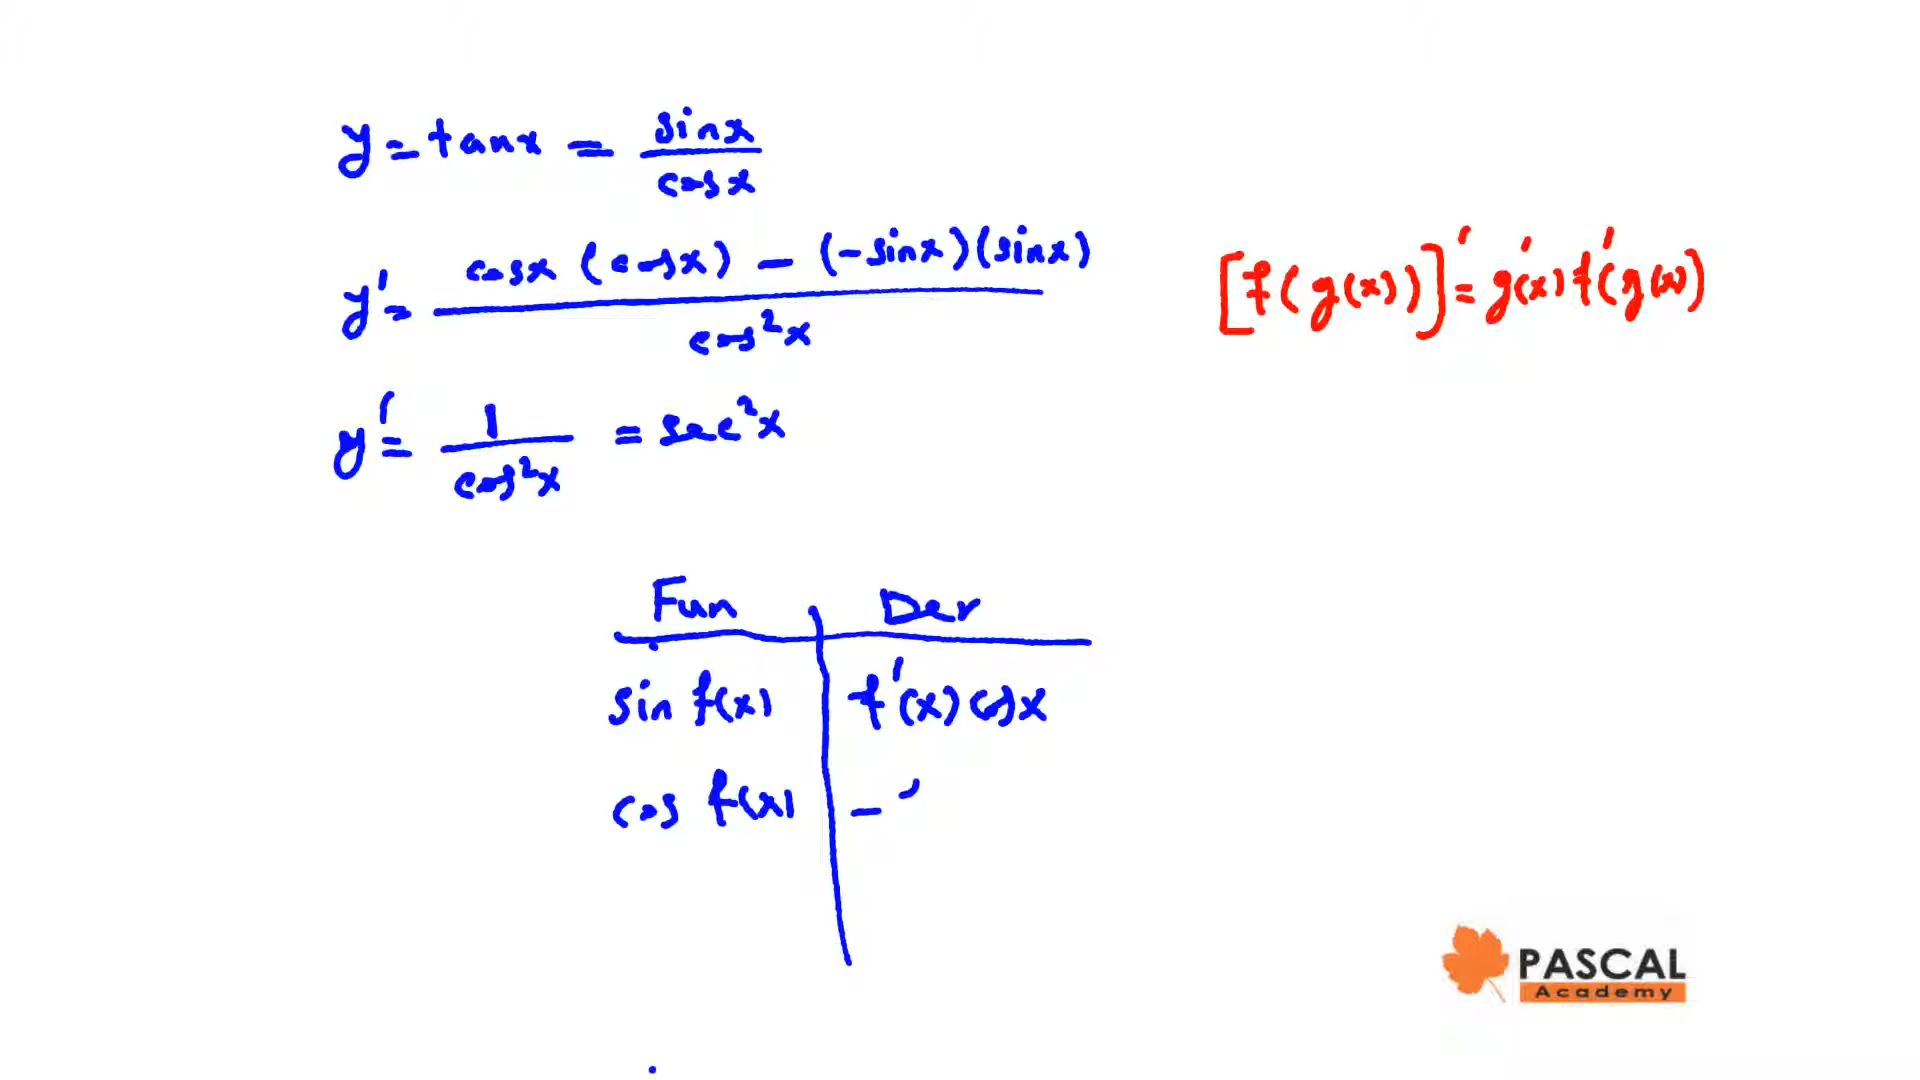 y = tanx = sinx / cosx
y' = cosx (cosx) - (-sinx)(sinx) / cos²x
[f(g(x))]' = g'(x) f'(g(x)
y' = 1 / cos²x = sec²x
Fun Der
sin f(x) f'(x) cosx
cos f(x) - '
PASCAL
Academy